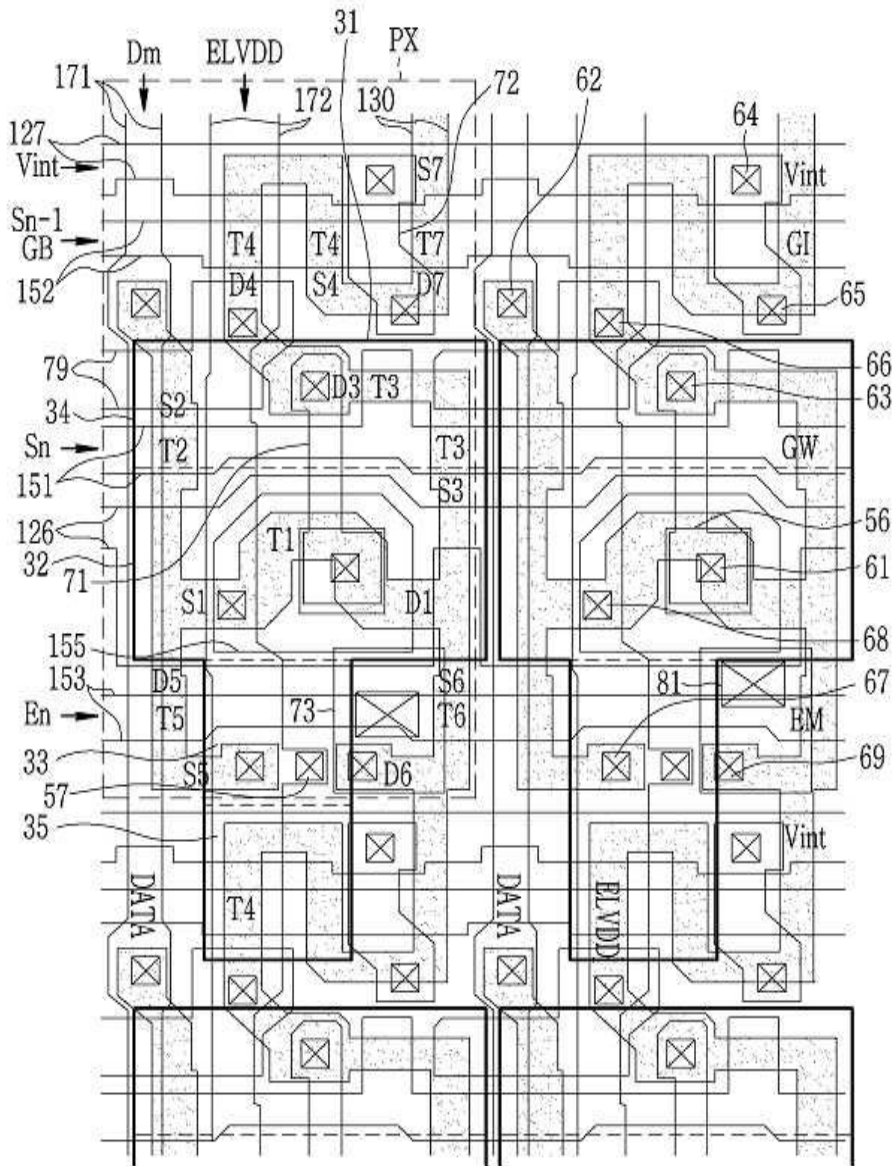 31
PX
Dm ELVDD
171 172 130 72 62
127 64
Vint S7 Vint
Sn-1
GB T4 T4 T7 GI
152 D4 S4 D7 65
79 66
34 S2 D3 T3 63
Sn T2 T3 GW
151 S3
126 56
32 T1 61
71 S1 D1
155 68
153 D5 S6 81 67
En T5 73 T6 EM
33
S5 D6 69
57
35 Vint
DATA T4 DATA ELVDD